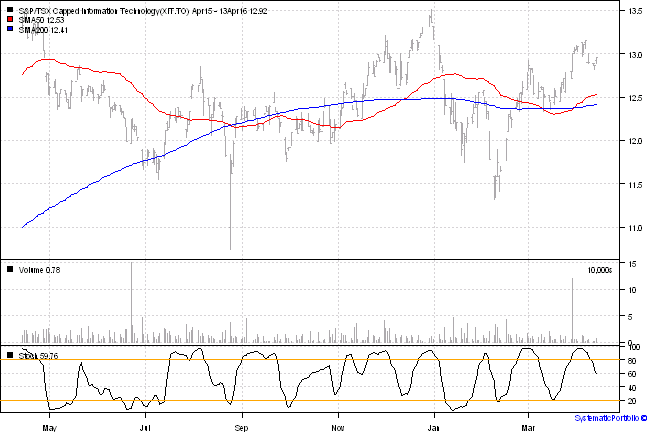 S&P/TSX Capped Information Technology(XIT.TO) Apr15 - 13Apr16 12.92
SMA50 12.53
SMA200 12.41
13.5
13.0
12.5
12.0
11.5
11.0
Volume 0.78
10,000s
15
10
5
0
Stoch 59.76
100
80
60
40
20
May
Jul
Sep
Nov
Jan
Mar
SystematicPortfolio ©